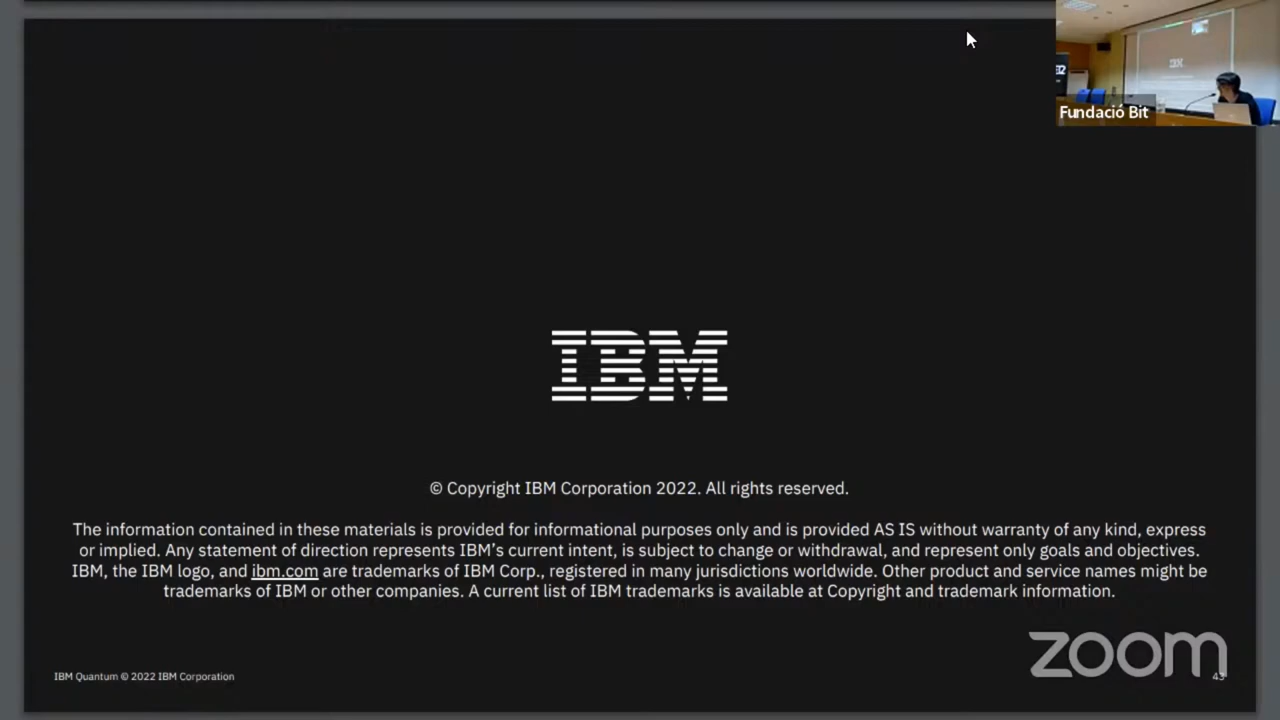 Fundació Bit
IBM
© Copyright IBM Corporation 2022. All rights reserved.
The information contained in these materials is provided for informational purposes only and is provided AS IS without warranty of any kind, express
or implied. Any statement of direction represents IBM’s current intent, is subject to change or withdrawal, and represent only goals and objectives.
IBM, the IBM logo, and ibm.com are trademarks of IBM Corp., registered in many jurisdictions worldwide. Other product and service names might be
trademarks of IBM or other companies. A current list of IBM trademarks is available at Copyright and trademark information.
zoom
IBM Quantum © 2022 IBM Corporation